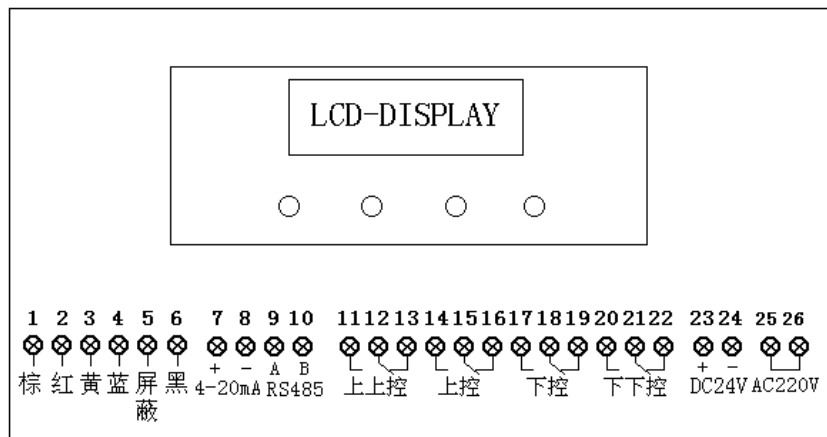 LCD-DISPLAY
1 2 3 4 5 6 7 8 9 10 11 12 13 14 15 16 17 18 19 20 21 22 23 24 25 26
+ - A B + -
棕 红 黄 蓝 屏蔽 黑 4-20mA RS485 上上控 上控 下控 下下控 DC24V AC220V